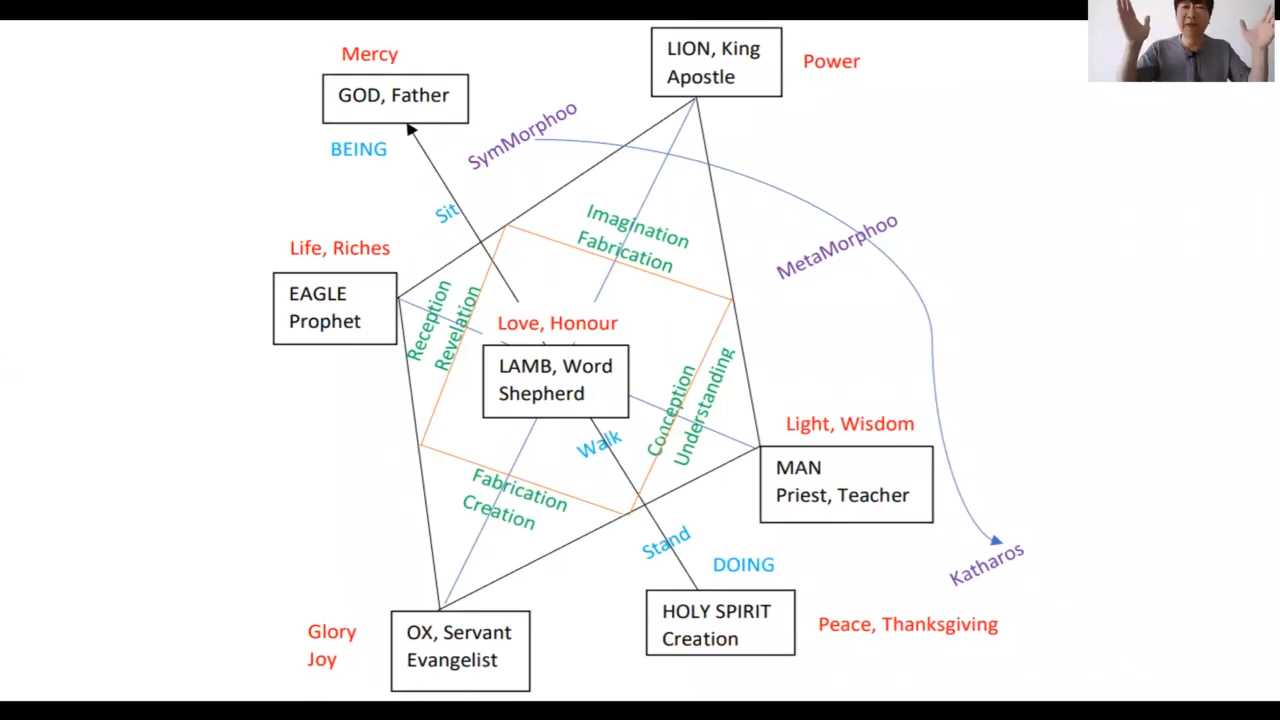 Mercy
GOD, Father
BEING
LION, King
Apostle
Power
SymMorphoo
Sit
Imagination
Fabrication
MetaMorphoo
Life, Riches
EAGLE
Prophet
Reception
Revelation
Love, Honour
LAMB, Word
Shepherd
Conception
Understanding
Walk
Light, Wisdom
MAN
Priest, Teacher
Fabrication
Creation
Stand
DOING
Katharos
Glory
Joy
OX, Servant
Evangelist
HOLY SPIRIT
Creation
Peace, Thanksgiving